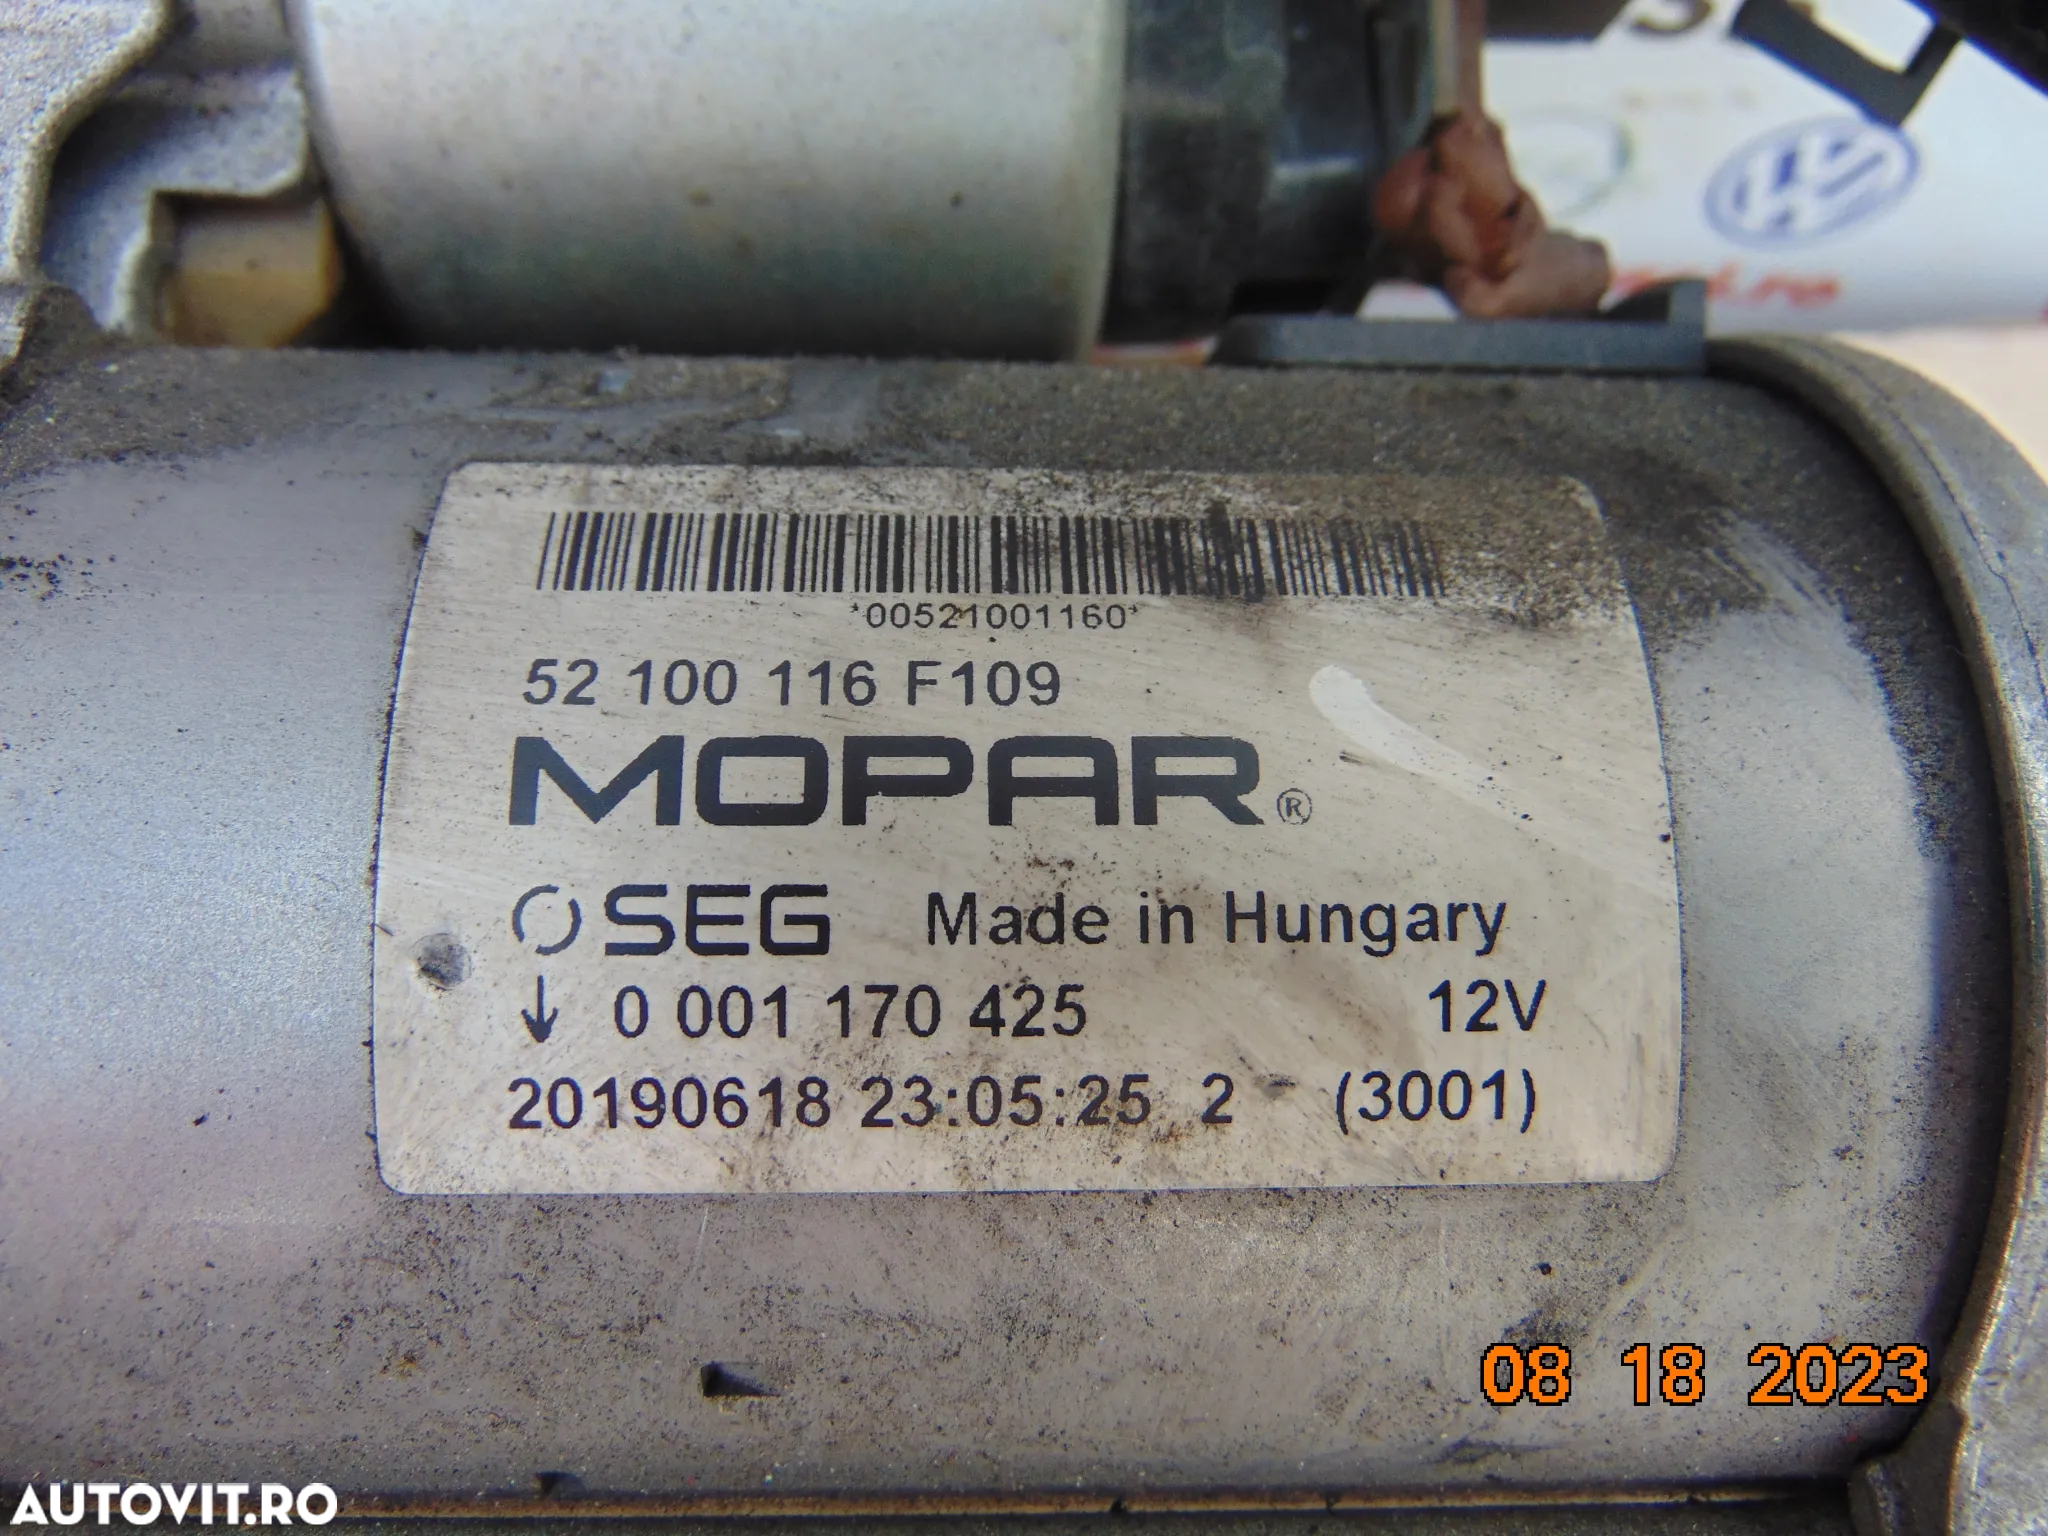 *00521001160*
52 100 116 F109
MOPAR®
SEG Made in Hungary
↓ 0 001 170 425 12V
20190618 23:05:25 2 (3001)
08 18 2023
AUTOVIT.RO